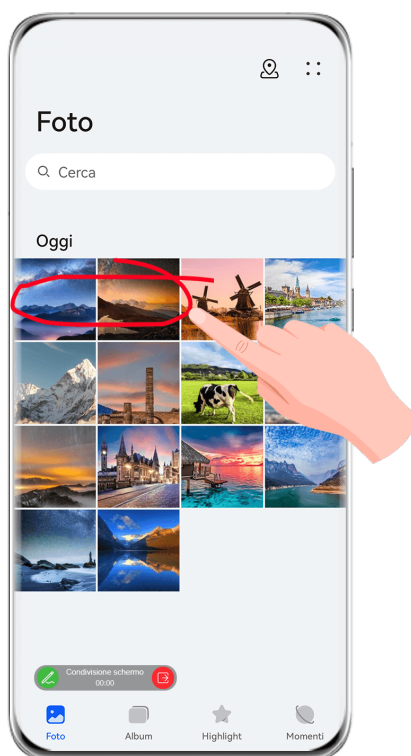 Foto
Cerca
Oggi
Condivisione schermo
00:00
Foto
Album
Highlight
Momenti